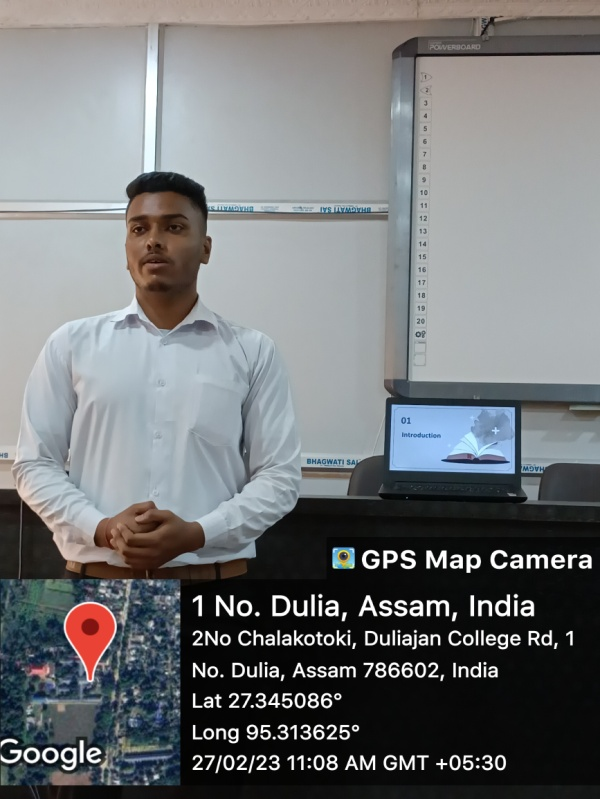 POWERBOARD
1
2
3
4
5
6
7
8
9
10
11
12
13
14
15
16
17
18
19
20
BHAGWATI SAI
BHAGWATI SAI
01
Introduction
BHAGWATI SAI
BHAGW
GPS Map Camera
1 No. Dulia, Assam, India
2No Chalakotoki, Duliajan College Rd, 1
No. Dulia, Assam 786602, India
Lat 27.345086°
Long 95.313625°
27/02/23 11:08 AM GMT +05:30
Google